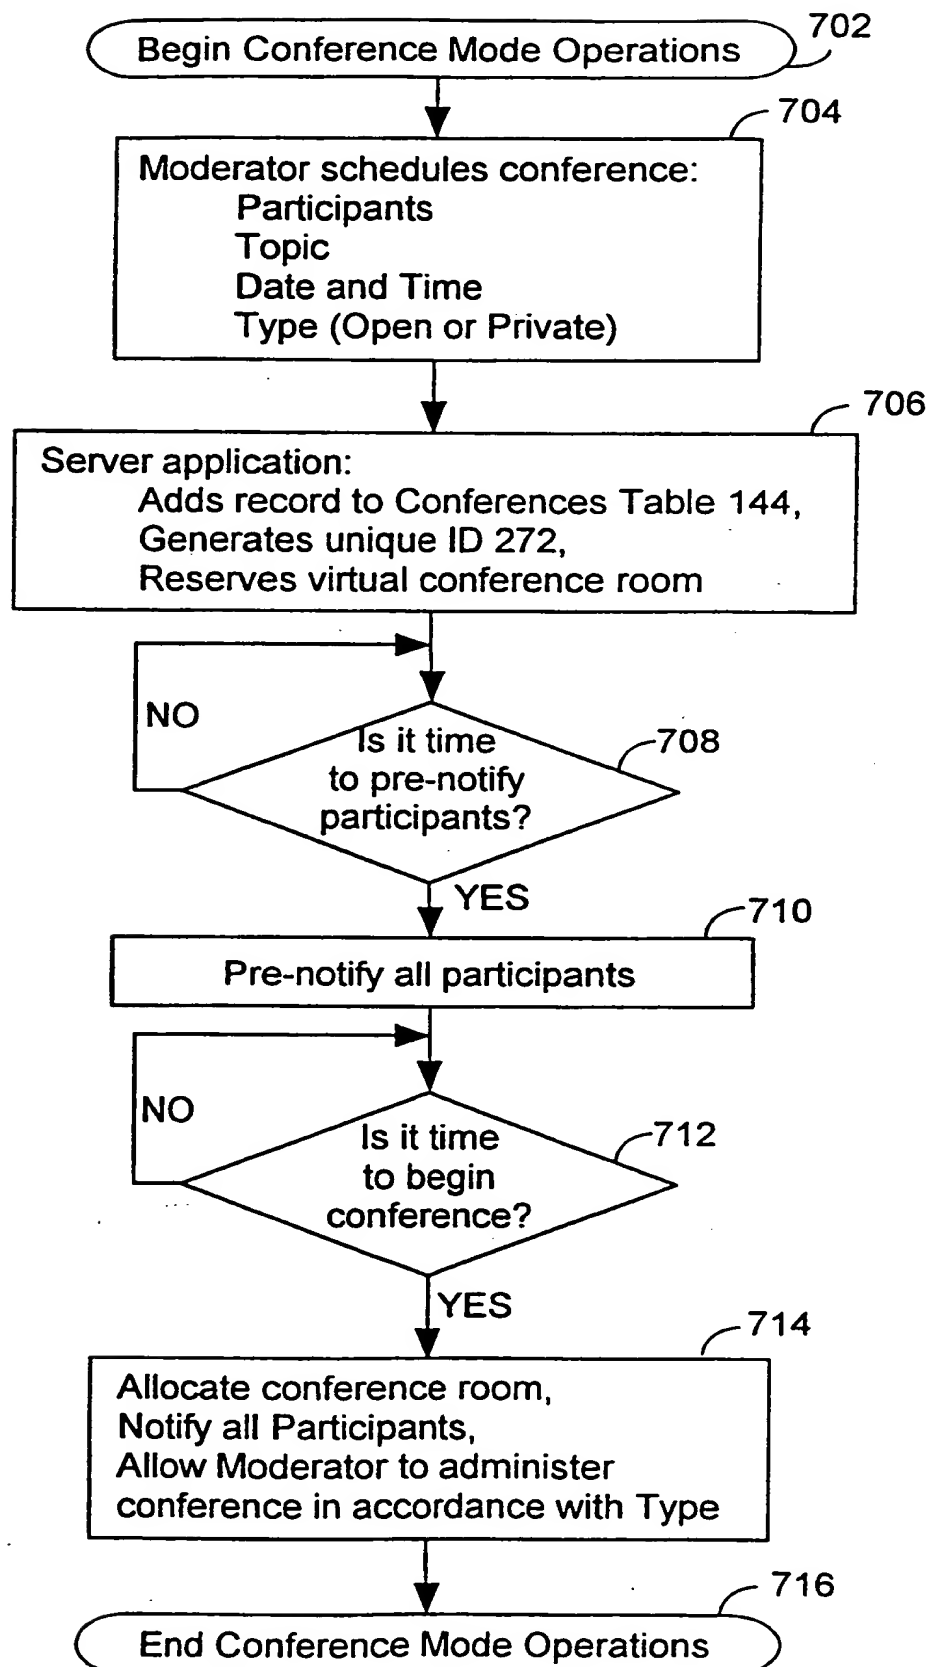 702
Begin Conference Mode Operations
704
Moderator schedules conference:
Participants
Topic
Date and Time
Type (Open or Private)
706
Server application:
Adds record to Conferences Table 144,
Generates unique ID 272,
Reserves virtual conference room
NO
Is it time
to pre-notify
participants?
708
YES
710
Pre-notify all participants
NO
Is it time
to begin
conference?
712
YES
714
Allocate conference room,
Notify all Participants,
Allow Moderator to administer
conference in accordance with Type
716
End Conference Mode Operations